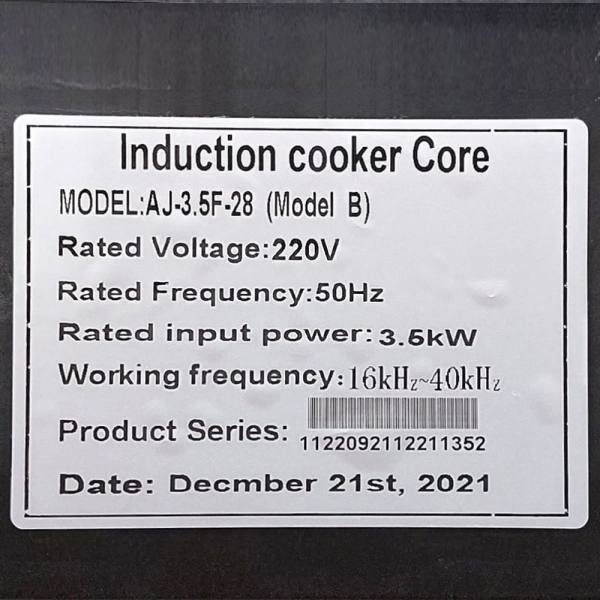 Induction cooker Core
MODEL:AJ-3.5F-28 (Model B)
Rated Voltage:220V
Rated Frequency:50Hz
Rated input power:3.5kW
Working frequency:16kHz~40kHz
Product Series:
1122092112211352
Date: Decmber 21st, 2021